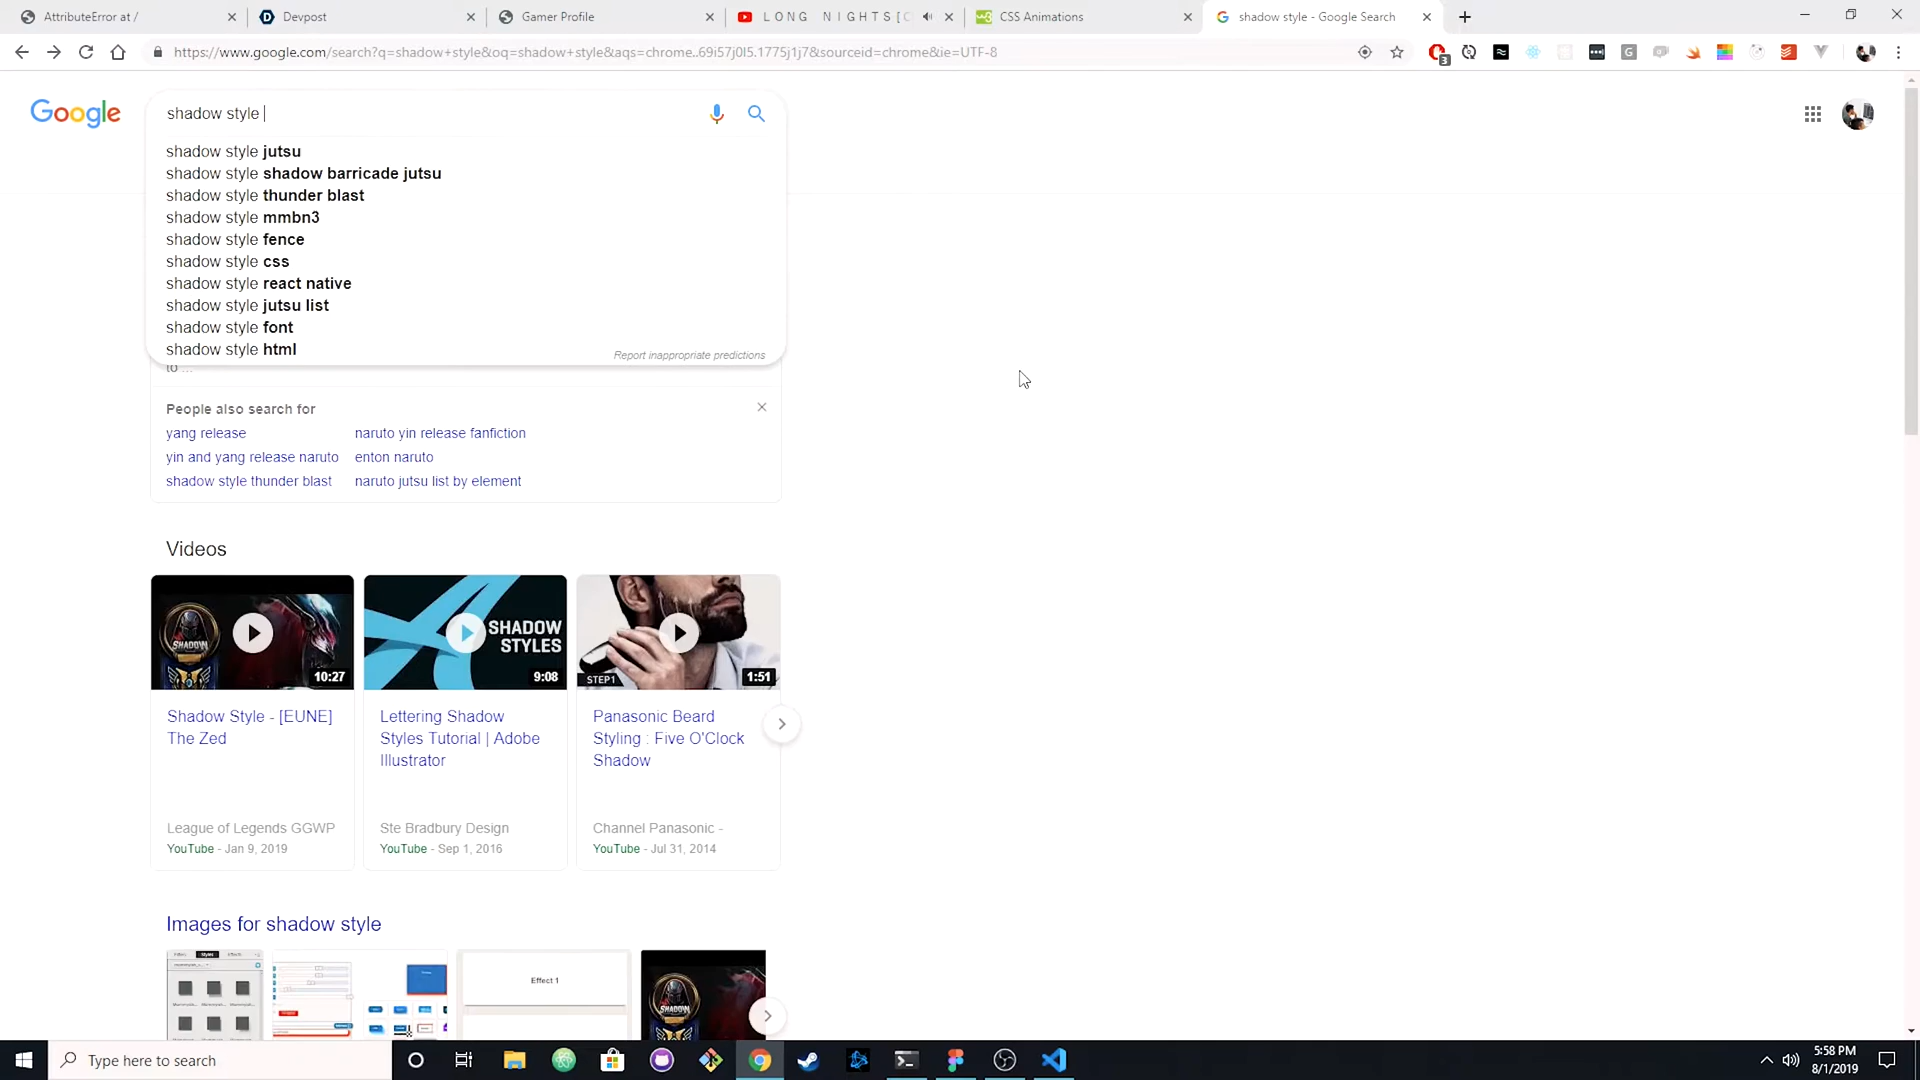 AttributeError at /
Devpost
Gamer Profile
L O N G N I G H T S [C
CSS Animations
shadow style - Google Search
https://www.google.com/search?q=shadow+style&oq=shadow+style&aqs=chrome..69i57j0l5.1775j1j7&sourceid=chrome&ie=UTF-8
3
Google
shadow style
shadow style jutsu
shadow style shadow barricade jutsu
shadow style thunder blast
shadow style mmbn3
shadow style fence
shadow style css
shadow style react native
shadow style jutsu list
shadow style font
shadow style html
Report inappropriate predictions
to ...
People also search for
yang release
naruto yin release fanfiction
yin and yang release naruto
enton naruto
shadow style thunder blast
naruto jutsu list by element
Videos
SHADOW
10:27
SHADOW
STYLES
9:08
STEP1
1:51
Shadow Style - [EUNE]
The Zed
Lettering Shadow
Styles Tutorial | Adobe
Illustrator
Panasonic Beard
Styling : Five O'Clock
Shadow
League of Legends GGWP
YouTube - Jan 9, 2019
Ste Bradbury Design
YouTube - Sep 1, 2016
Channel Panasonic -
YouTube - Jul 31, 2014
Images for shadow style
Styles
Effect 1
SHADOW
Type here to search
5:58 PM
8/1/2019